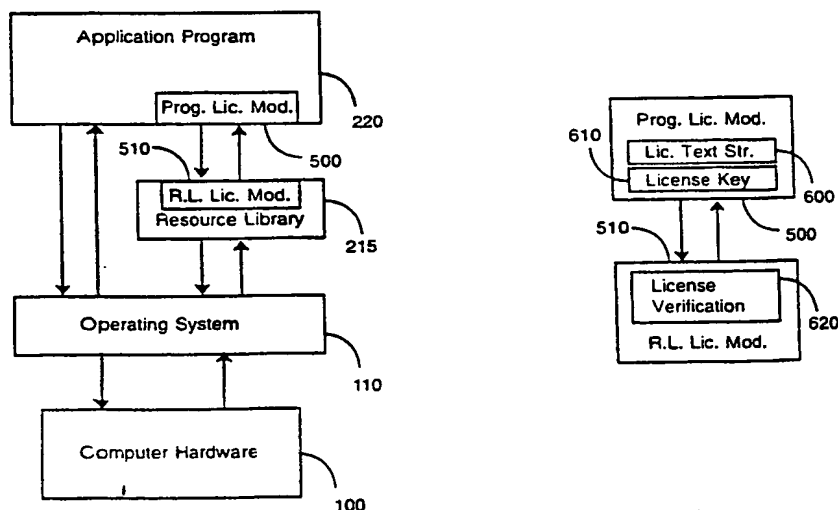 Application Program
Prog. Lic. Mod.
220
510
500
R.L. Lic. Mod.
Resource Library
215
Operating System
110
Computer Hardware
100
Prog. Lic. Mod.
610
Lic. Text Str.
License Key
600
510
500
License
Verification
620
R.L. Lic. Mod.